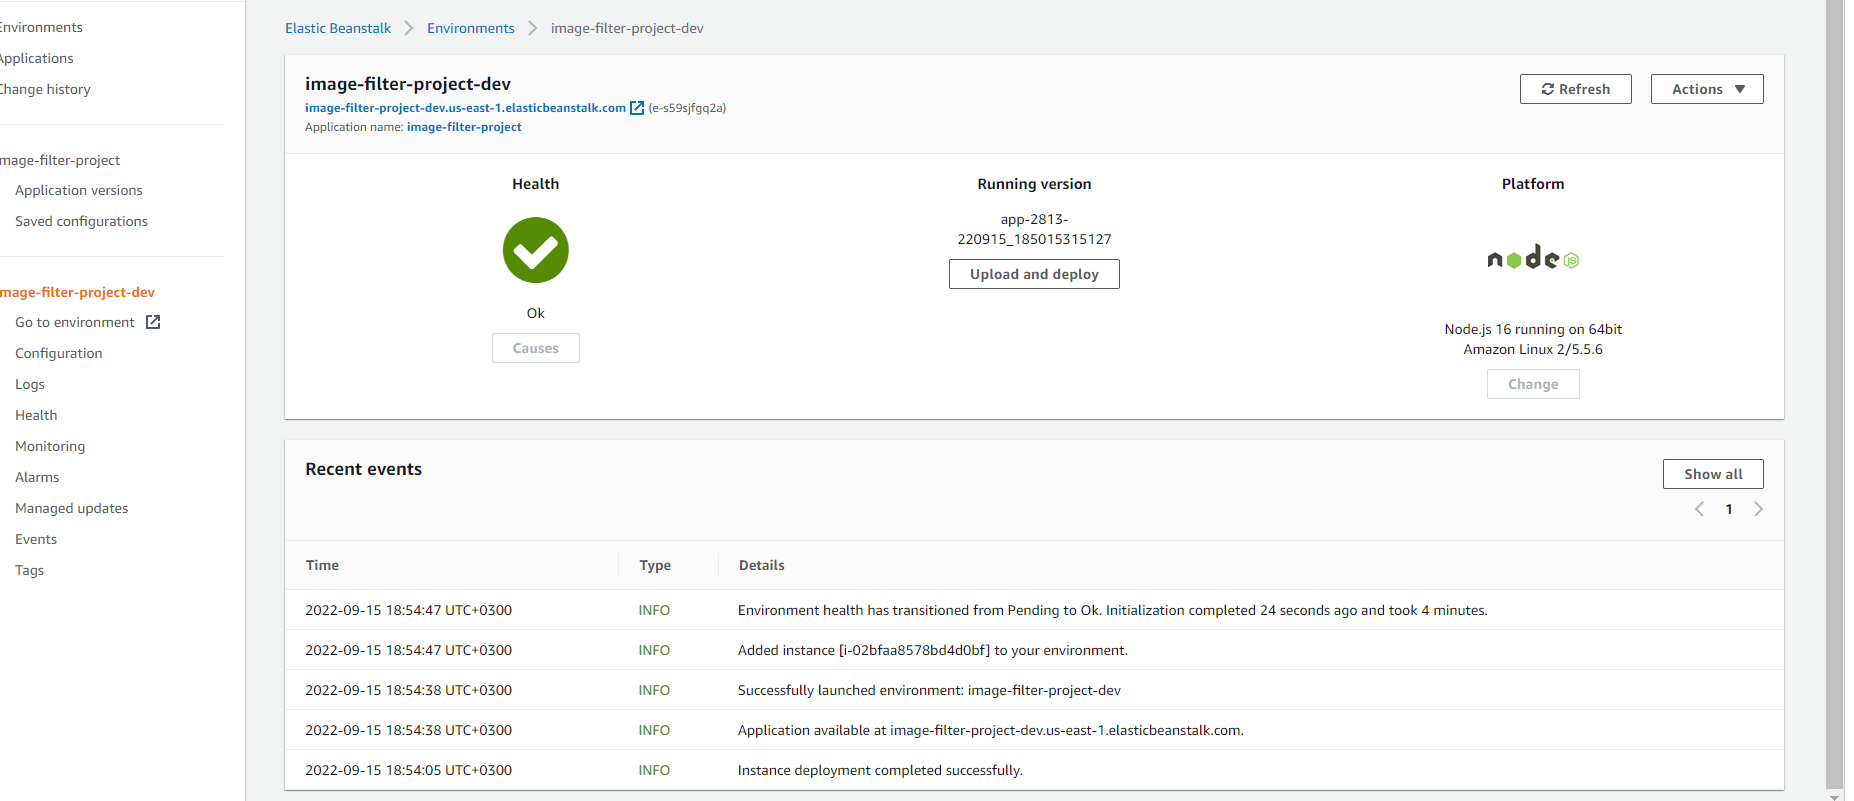 Environments
Applications
Change history
image-filter-project
Application versions
Saved configurations
image-filter-project-dev
Go to environment
Configuration
Logs
Health
Monitoring
Alarms
Managed updates
Events
Tags
Elastic Beanstalk > Environments > image-filter-project-dev
image-filter-project-dev
image-filter-project-dev.us-east-1.elasticbeanstalk.com (e-s59sjfgq2a)
Application name: image-filter-project
Refresh
Actions
Health
Ok
Causes
Running version
app-2813-
220915_185015315127
Upload and deploy
Platform
node JS
Node.js 16 running on 64bit
Amazon Linux 2/5.5.6
Change
Recent events
Show all
1
Time Type Details
2022-09-15 18:54:47 UTC+0300 INFO Environment health has transitioned from Pending to Ok. Initialization completed 24 seconds ago and took 4 minutes.
2022-09-15 18:54:47 UTC+0300 INFO Added instance [i-02bfaa8578bd4d0bf] to your environment.
2022-09-15 18:54:38 UTC+0300 INFO Successfully launched environment: image-filter-project-dev
2022-09-15 18:54:38 UTC+0300 INFO Application available at image-filter-project-dev.us-east-1.elasticbeanstalk.com.
2022-09-15 18:54:05 UTC+0300 INFO Instance deployment completed successfully.